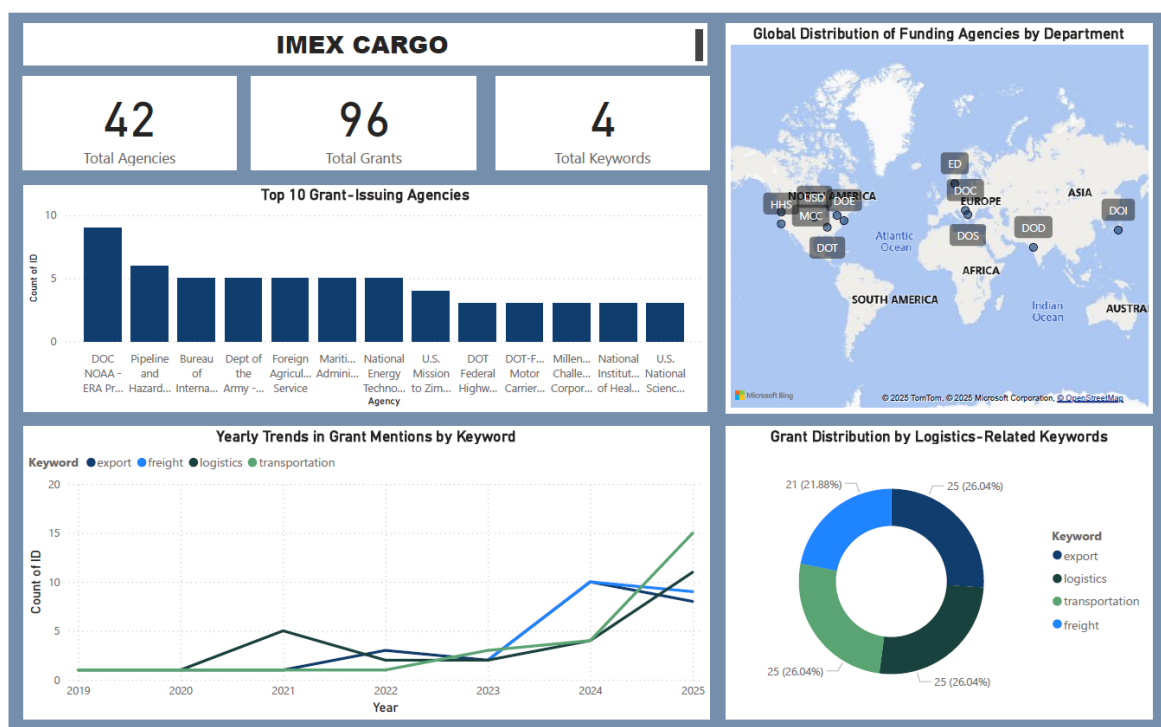 IMEX CARGO
42
Total Agencies
96
Total Grants
4
Total Keywords
Top 10 Grant-Issuing Agencies
Count of ID
10
5
0
DOC
NOAA -
ERA Pr...
Pipeline
and
Hazard...
Bureau
of
Interna...
Dept of
the
Army -...
Foreign
Agricul...
Service
Mariti...
Admini...
National
Energy
Techno...
U.S.
Mission
to Zim...
DOT
Federal
Highw...
DOT-F...
Motor
Carrier...
Millen...
Challe...
Corpor...
National
Institut...
of Heal...
U.S.
National
Scienc...
Agency
Global Distribution of Funding Agencies by Department
ED
DOC
NORTH AMERICA
USD
DOE
HHS
MCC
DOT
EUROPE
ASIA
DOI
DOS
DOD
Atlantic
Ocean
AFRICA
SOUTH AMERICA
Indian
Ocean
AUSTRA
Microsoft Bing
© 2025 TomTom, © 2025 Microsoft Corporation, © OpenStreetMap
Yearly Trends in Grant Mentions by Keyword
Keyword export freight logistics transportation
Count of ID
20
15
10
5
0
2019 2020 2021 2022 2023 2024 2025
Year
Grant Distribution by Logistics-Related Keywords
21 (21.88%)
25 (26.04%)
25 (26.04%)
25 (26.04%)
Keyword
export
logistics
transportation
freight